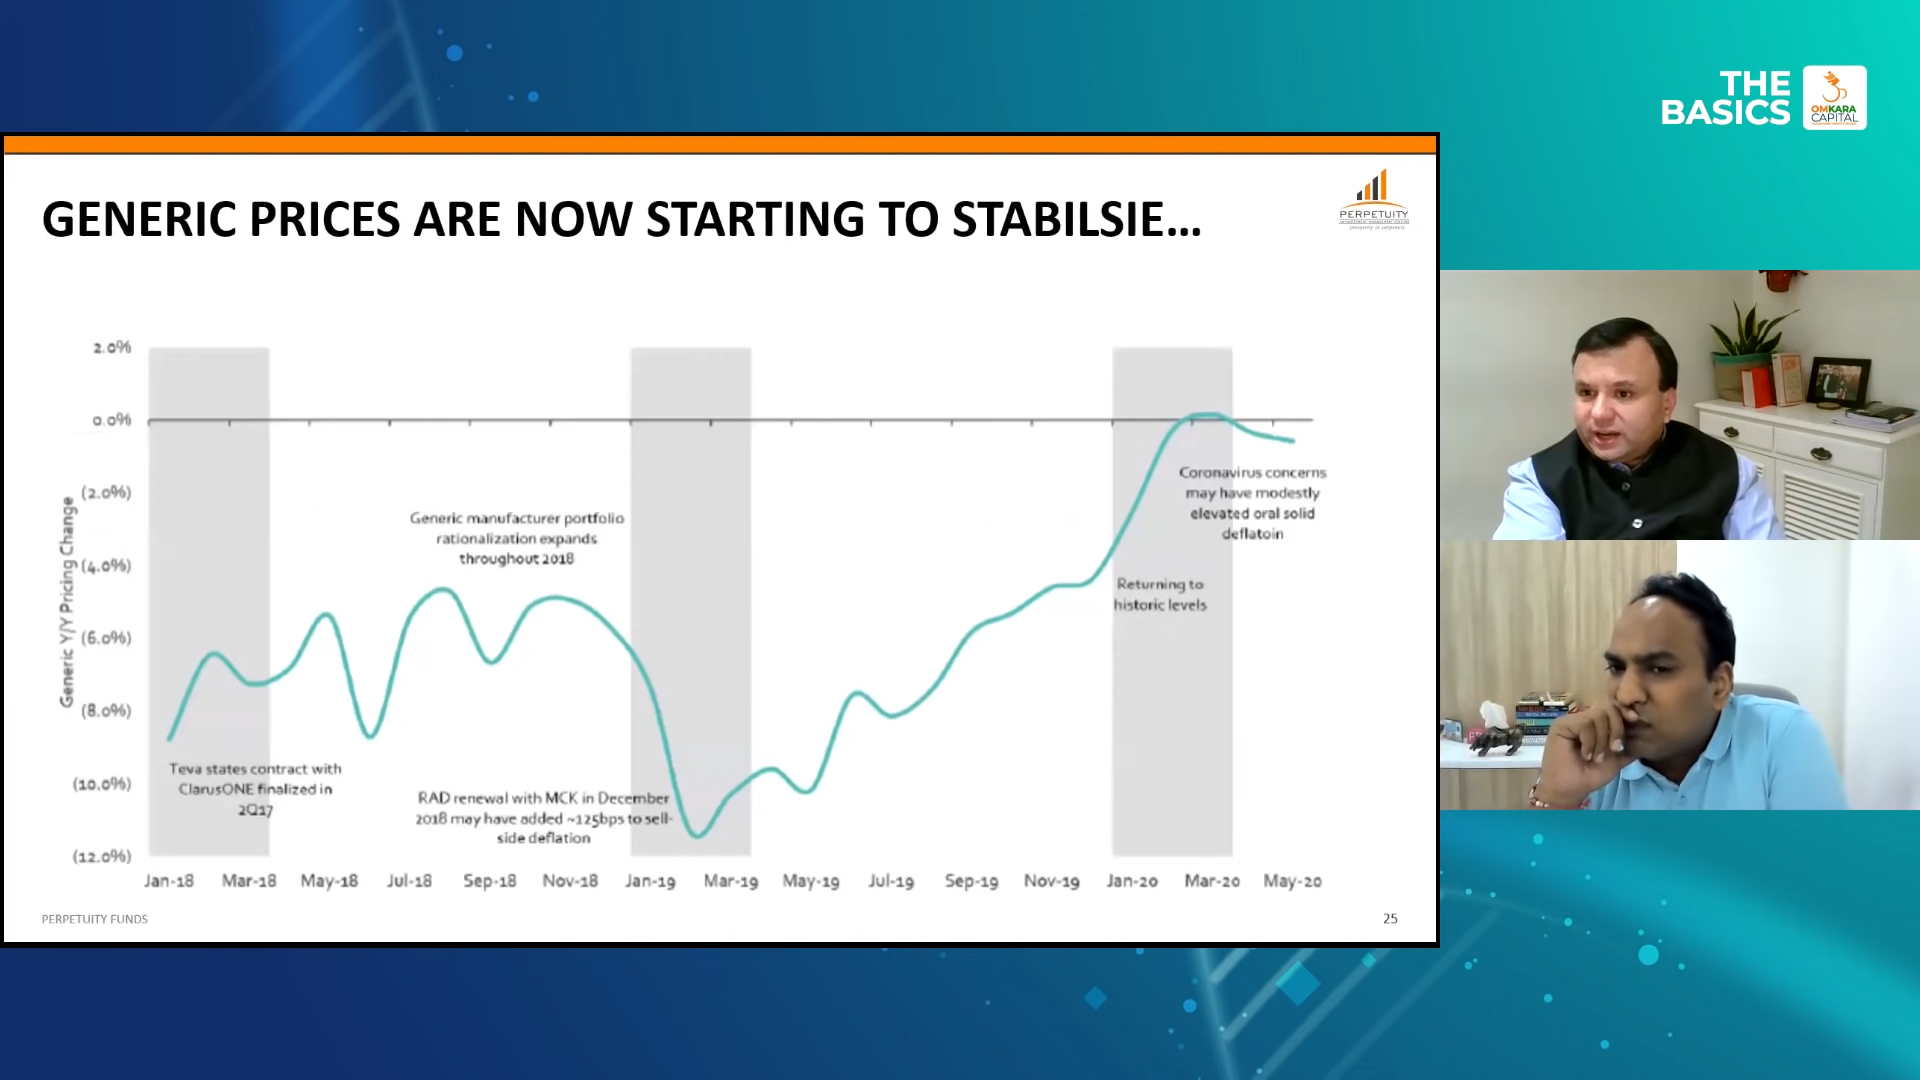 THE
BASICS
OMKARA
CAPITAL
GENERIC PRICES ARE NOW STARTING TO STABILSIE...
PERPETUITY
2.0%
0.0%
(2.0%)
(4.0%)
(6.0%)
(8.0%)
(10.0%)
(12.0%)
Generic Y/Y Pricing Change
Teva states contract with
ClarusONE finalized in
2Q17
Generic manufacturer portfolio
rationalization expands
throughout 2018
RAD renewal with MCK in December
2018 may have added ~125bps to sell-
side deflation
Returning to
historic levels
Coronavirus concerns
may have modestly
elevated oral solid
deflatoin
Jan-18 Mar-18 May-18 Jul-18 Sep-18 Nov-18 Jan-19 Mar-19 May-19 Jul-19 Sep-19 Nov-19 Jan-20 Mar-20 May-20
PERPETUITY FUNDS
25